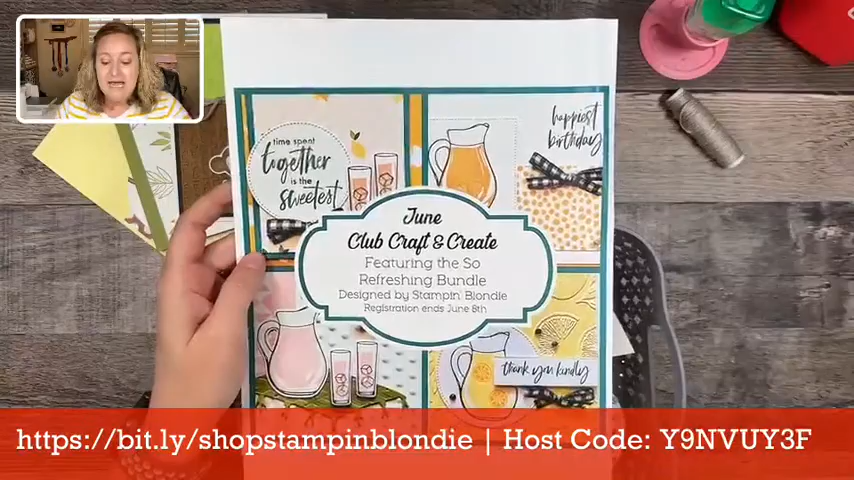 time spent
together
is the
sweetest
happiest
birthday
June
Club Craft & Create
Featuring the So
Refreshing Bundle
Designed by Stampin' Blondie
Registration ends June 8th
thank you kindly
https://bit.ly/shopstampinblondie | Host Code: Y9NVUY3F